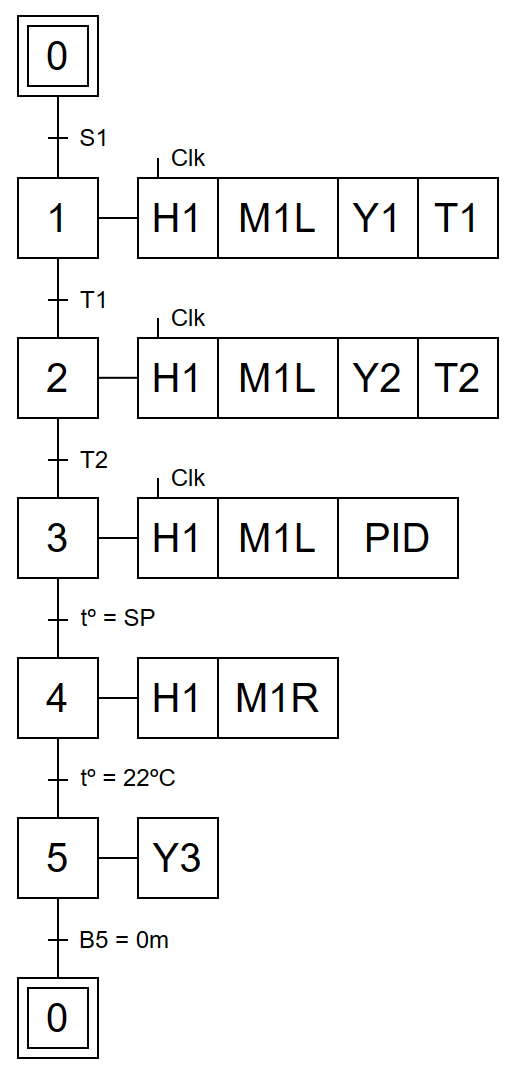 0
S1
Clk
1 H1 M1L Y1 T1
T1
Clk
2 H1 M1L Y2 T2
T2
Clk
3 H1 M1L PID
tº = SP
4 H1 M1R
tº = 22ºC
5 Y3
B5 = 0m
0